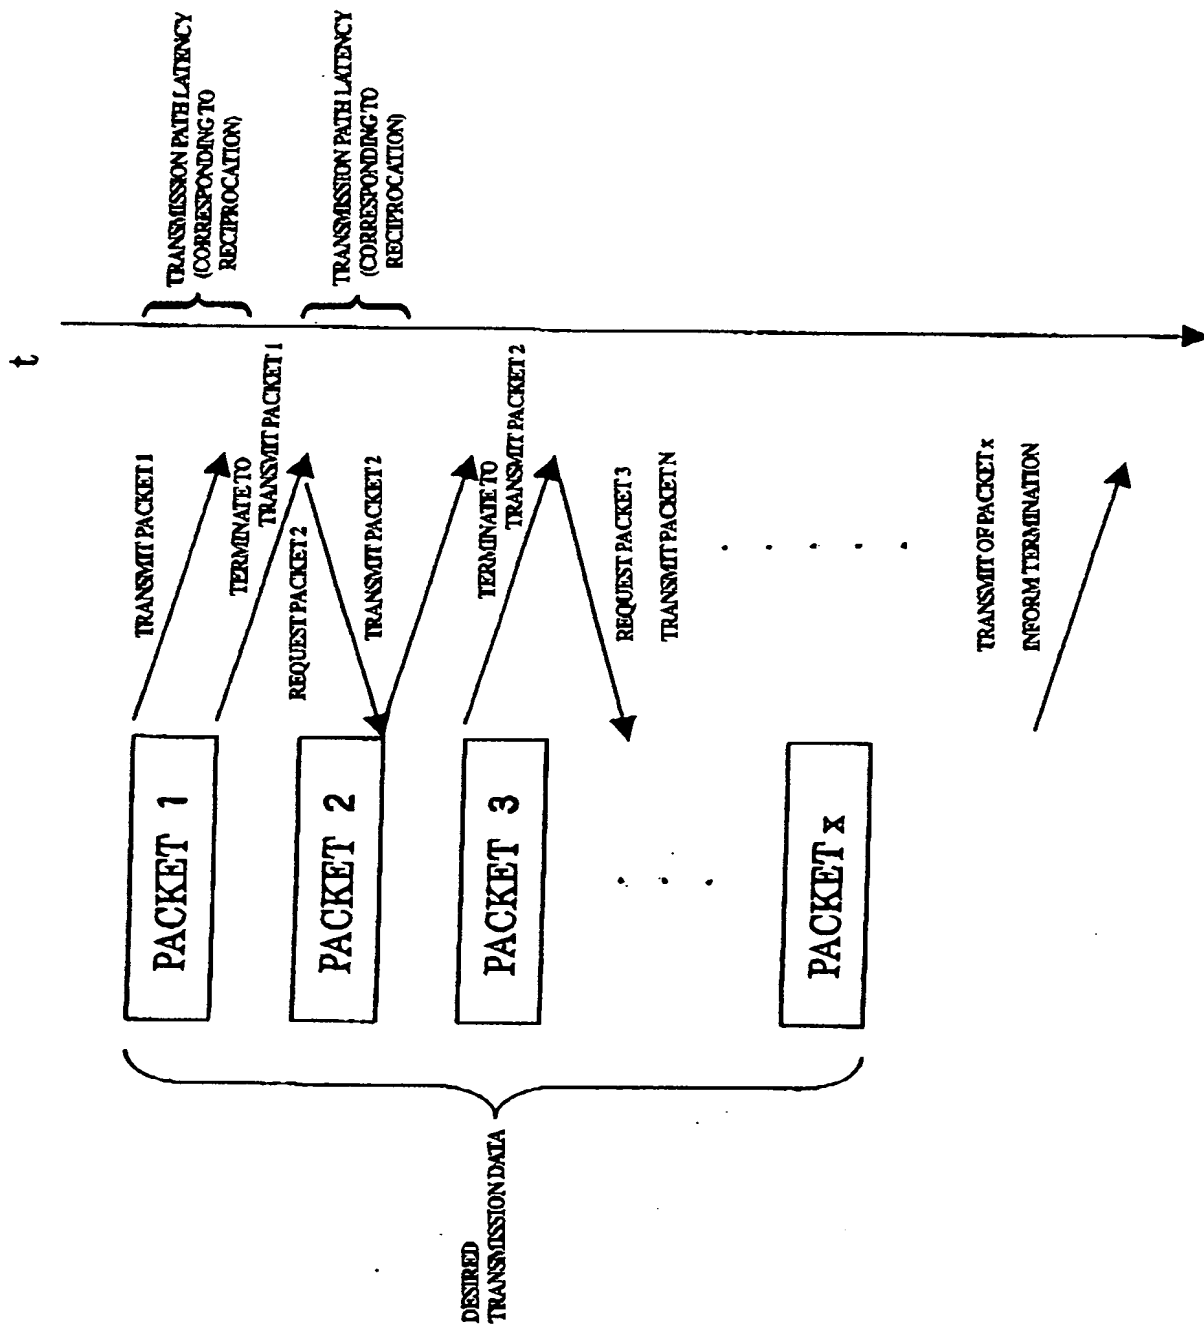 t
TRANSMISSION PATH LATENCY
(CORRESPONDING TO
RECIPROCATION)
TRANSMISSION PATH LATENCY
(CORRESPONDING TO
RECIPROCATION)
TRANSMIT PACKET 1
TERMINATE TO
TRANSMIT PACKET 1
REQUEST PACKET 2
TRANSMIT PACKET 2
TERMINATE TO
TRANSMIT PACKET 2
REQUEST PACKET 3
TRANSMIT PACKET N
. . . . .
TRANSMIT OF PACKET x
INFORM TERMINATION
PACKET 1
PACKET 2
PACKET 3
. . .
PACKET x
DESIRED
TRANSMISSION DATA